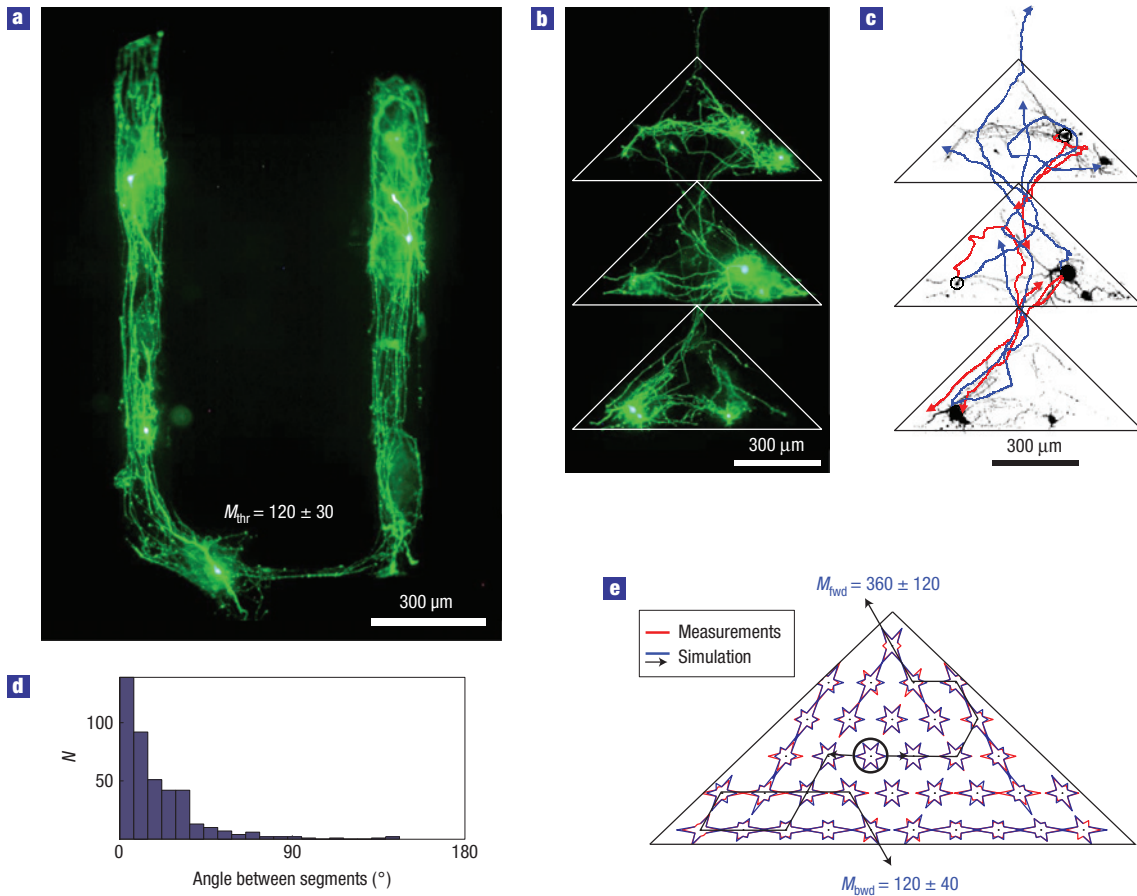 a
b
c
M_thr = 120 ± 30
300 µm
300 µm
300 µm
d
100
50
N
0
90
180
Angle between segments (°)
e
M_fwd = 360 ± 120
Measurements
Simulation
M_bwd = 120 ± 40